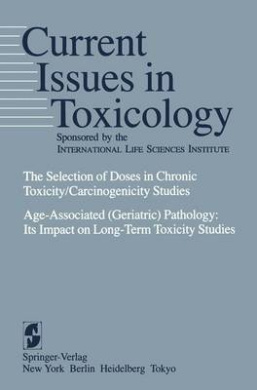 Current
Issues in
Toxicology
Sponsored by the
INTERNATIONAL LIFE SCIENCES INSTITUTE
The Selection of Doses in Chronic
Toxicity/Carcinogenicity Studies
Age-Associated (Geriatric) Pathology:
Its Impact on Long-Term Toxicity Studies
Springer-Verlag
New York Berlin Heidelberg Tokyo